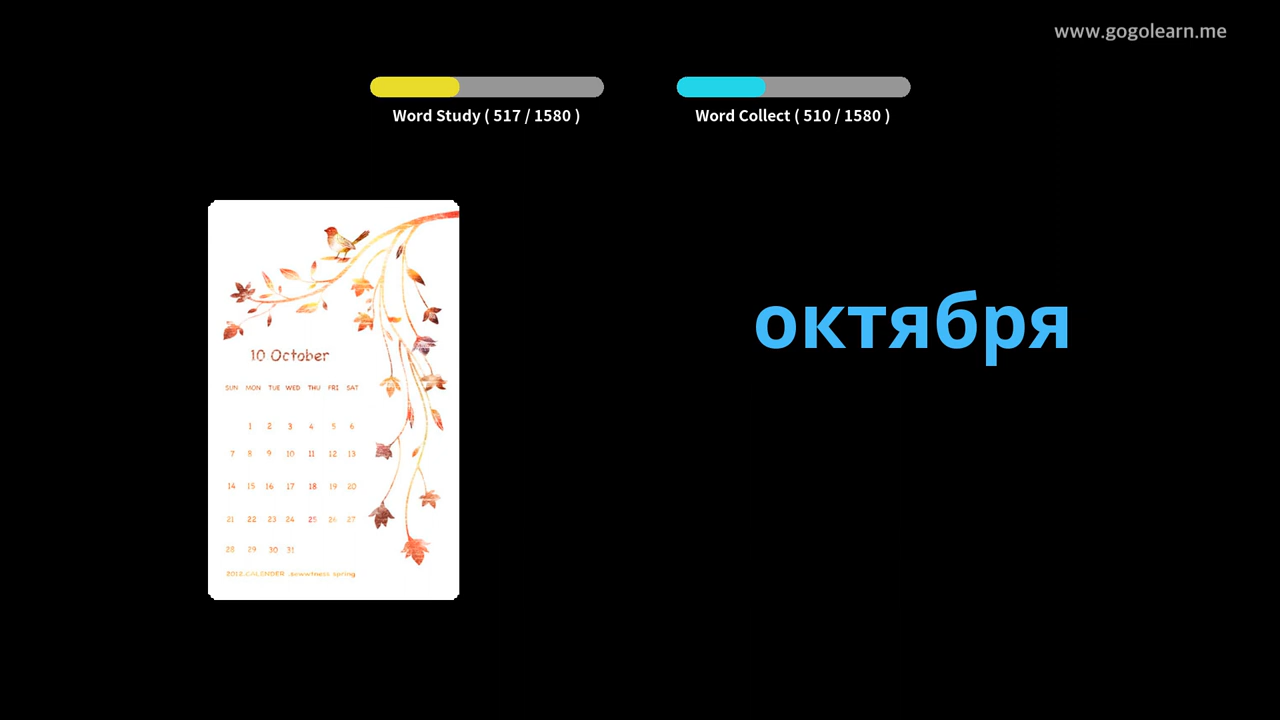 www.gogolearn.me
Word Study ( 517 / 1580 )
Word Collect ( 510 / 1580 )
октября
10 October
SUN MON TUE WED THU FRI SAT
1 2 3 4 5 6
7 8 9 10 11 12 13
14 15 16 17 18 19 20
21 22 23 24 25 26 27
28 29 30 31
2012.CALENDER spring